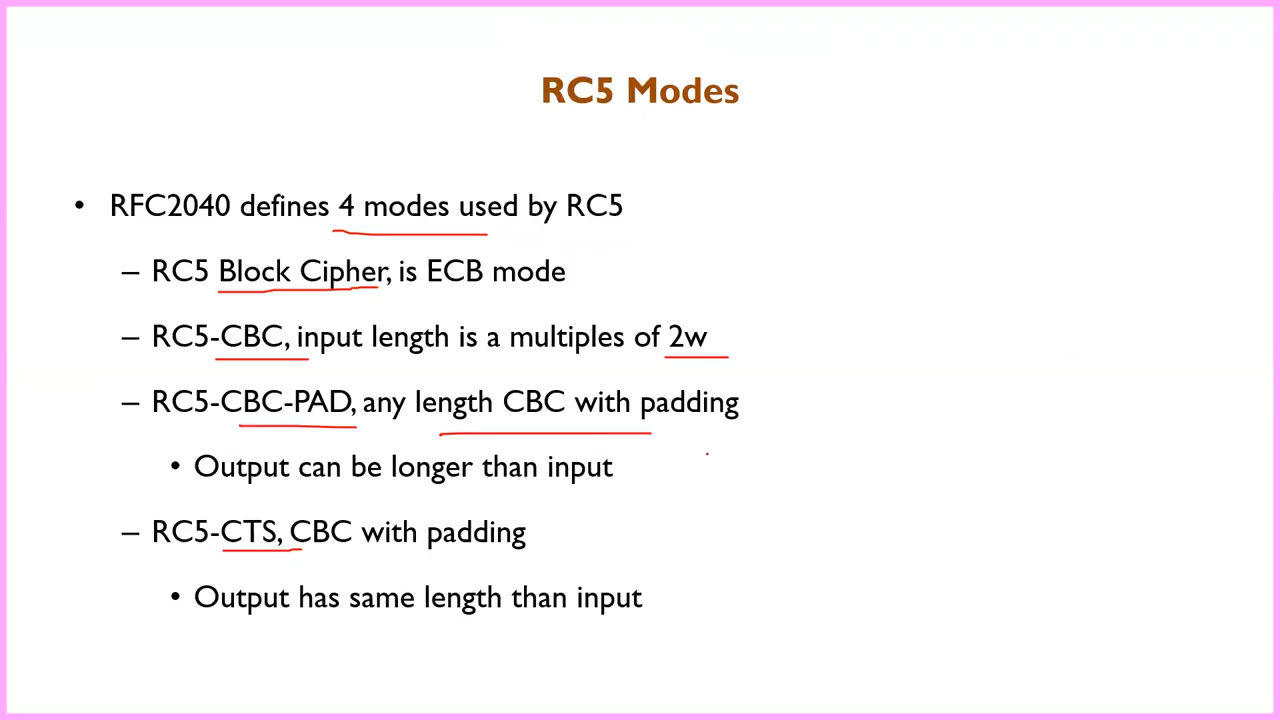 RC5 Modes
• RFC2040 defines 4 modes used by RC5
– RC5 Block Cipher, is ECB mode
– RC5-CBC, input length is a multiples of 2w
– RC5-CBC-PAD, any length CBC with padding
• Output can be longer than input
– RC5-CTS, CBC with padding
• Output has same length than input